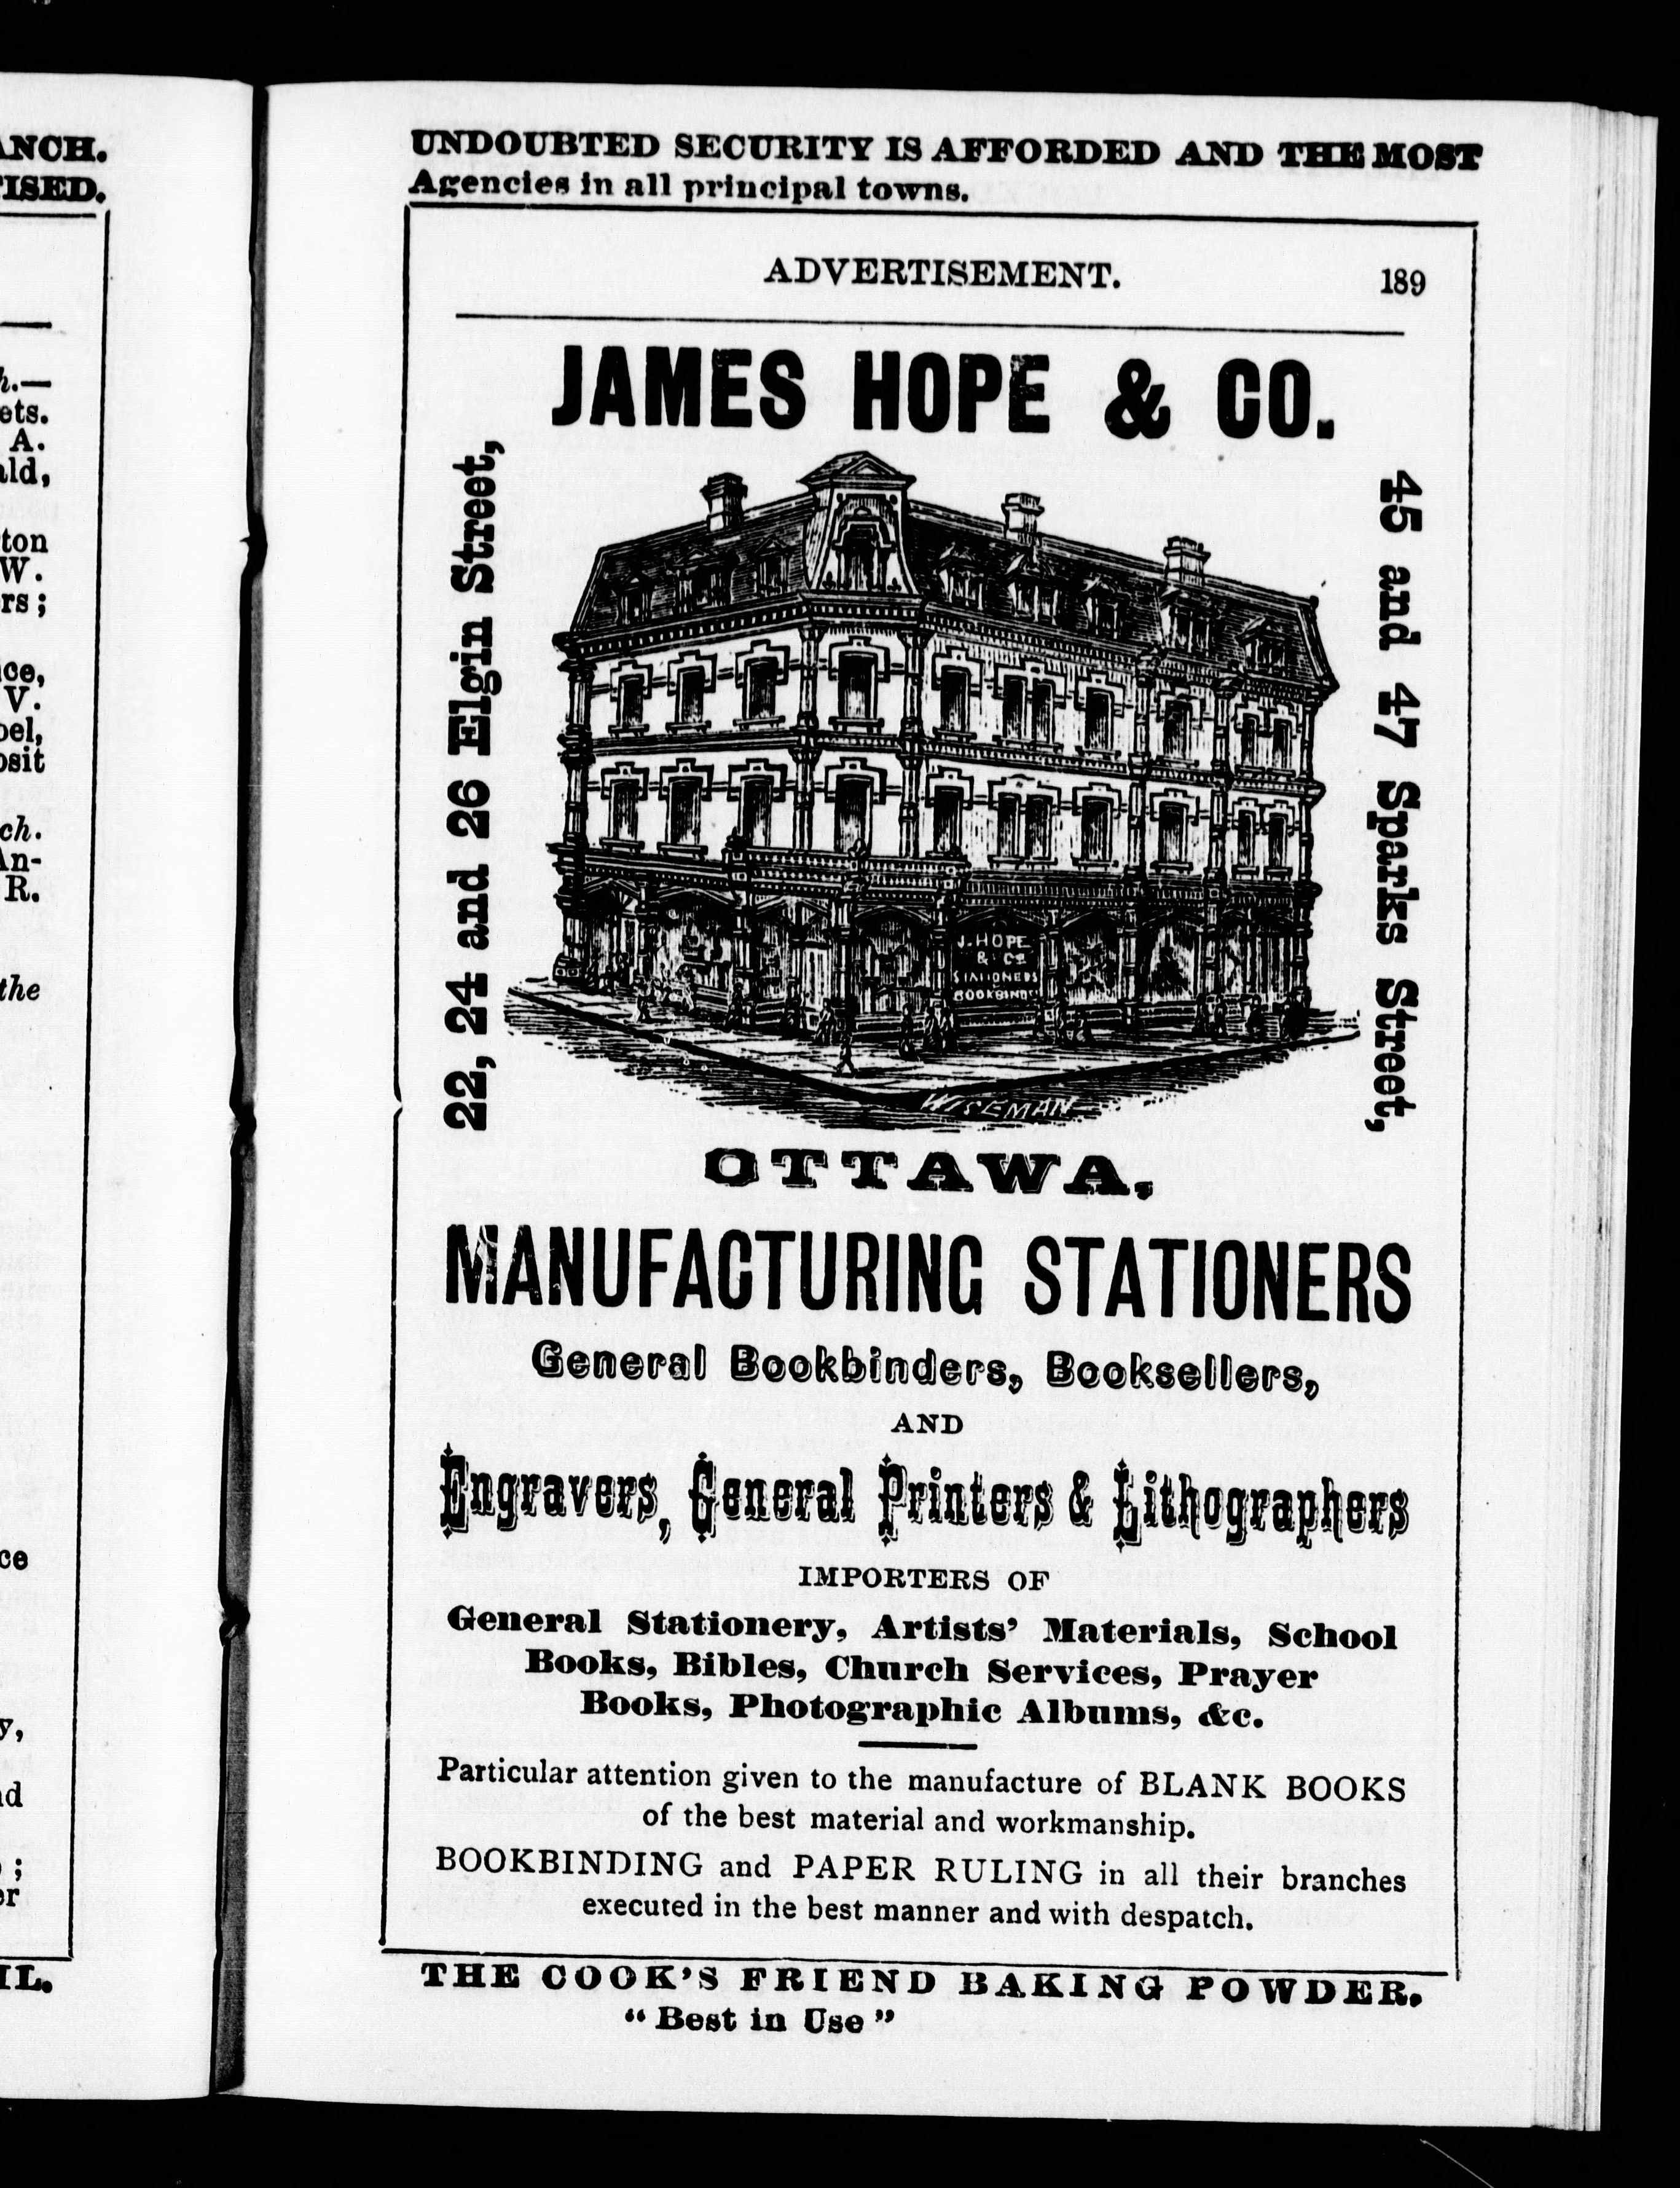 ANCH.
TISED.
h.—
ets.
A.
ald,
ton
W.
rs;
ice,
V.
oel,
osit
ch.
An-
R.
the
ce
y,
nd
;
er
IL.
UNDOUBTED SECURITY IS AFFORDED AND THE MOST
Agencies in all principal towns.
ADVERTISEMENT. 189
JAMES HOPE & CO.
22, 24 and 26 Elgin Street,
45 and 47 Sparks Street,
J. HOPE
& Co
STATIONERS
BOOKBIND
WISEMAN
OTTAWA,
MANUFACTURING STATIONERS
General Bookbinders, Booksellers,
AND
Engravers, General Printers & Lithographers
IMPORTERS OF
General Stationery, Artists' Materials, School
Books, Bibles, Church Services, Prayer
Books, Photographic Albums, &c.
Particular attention given to the manufacture of BLANK BOOKS
of the best material and workmanship.
BOOKBINDING and PAPER RULING in all their branches
executed in the best manner and with despatch.
THE COOK'S FRIEND BAKING POWDER.
"Best in Use"